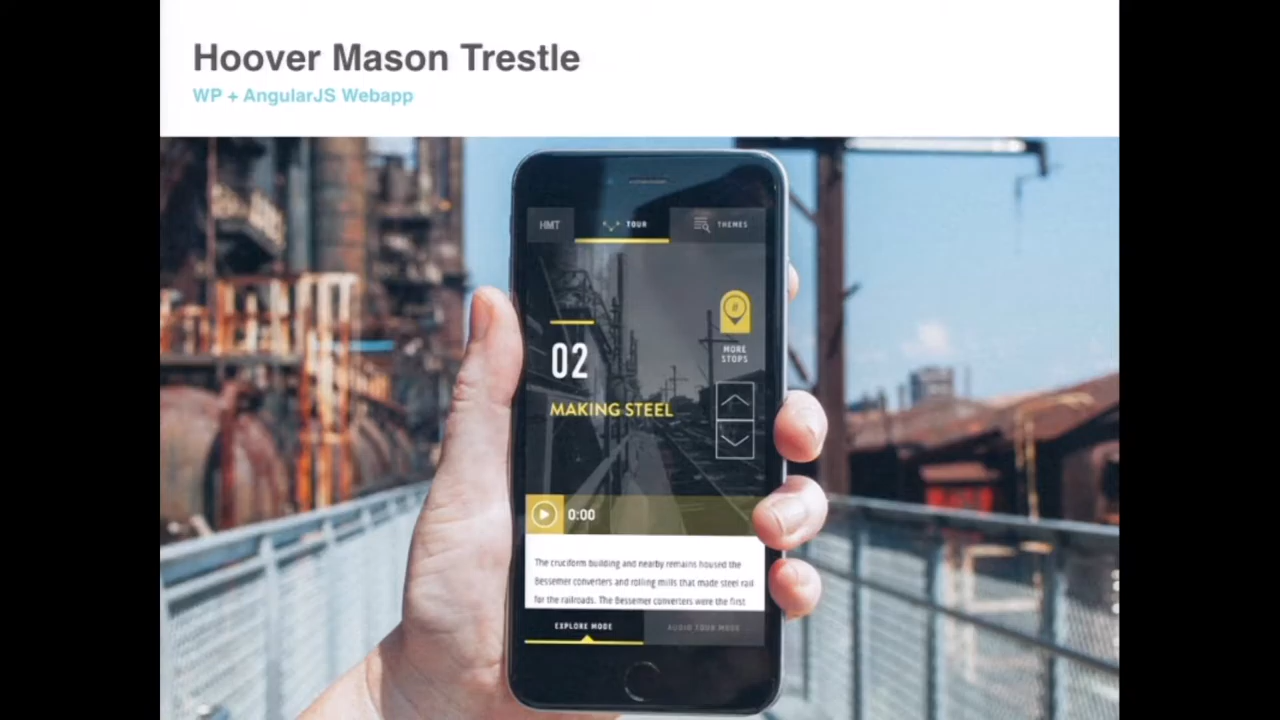 Hoover Mason Trestle
WP + AngularJS Webapp
HMT
TOUR
THEMES
#
MORE
STOPS
02
MAKING STEEL
0:00
The cruciform building and nearby remains housed the
Bessemer converters and rolling mills that made steel rail
for the railroads. The Bessemer converters were the first
EXPLORE MODE
AUDIO TOUR MODE